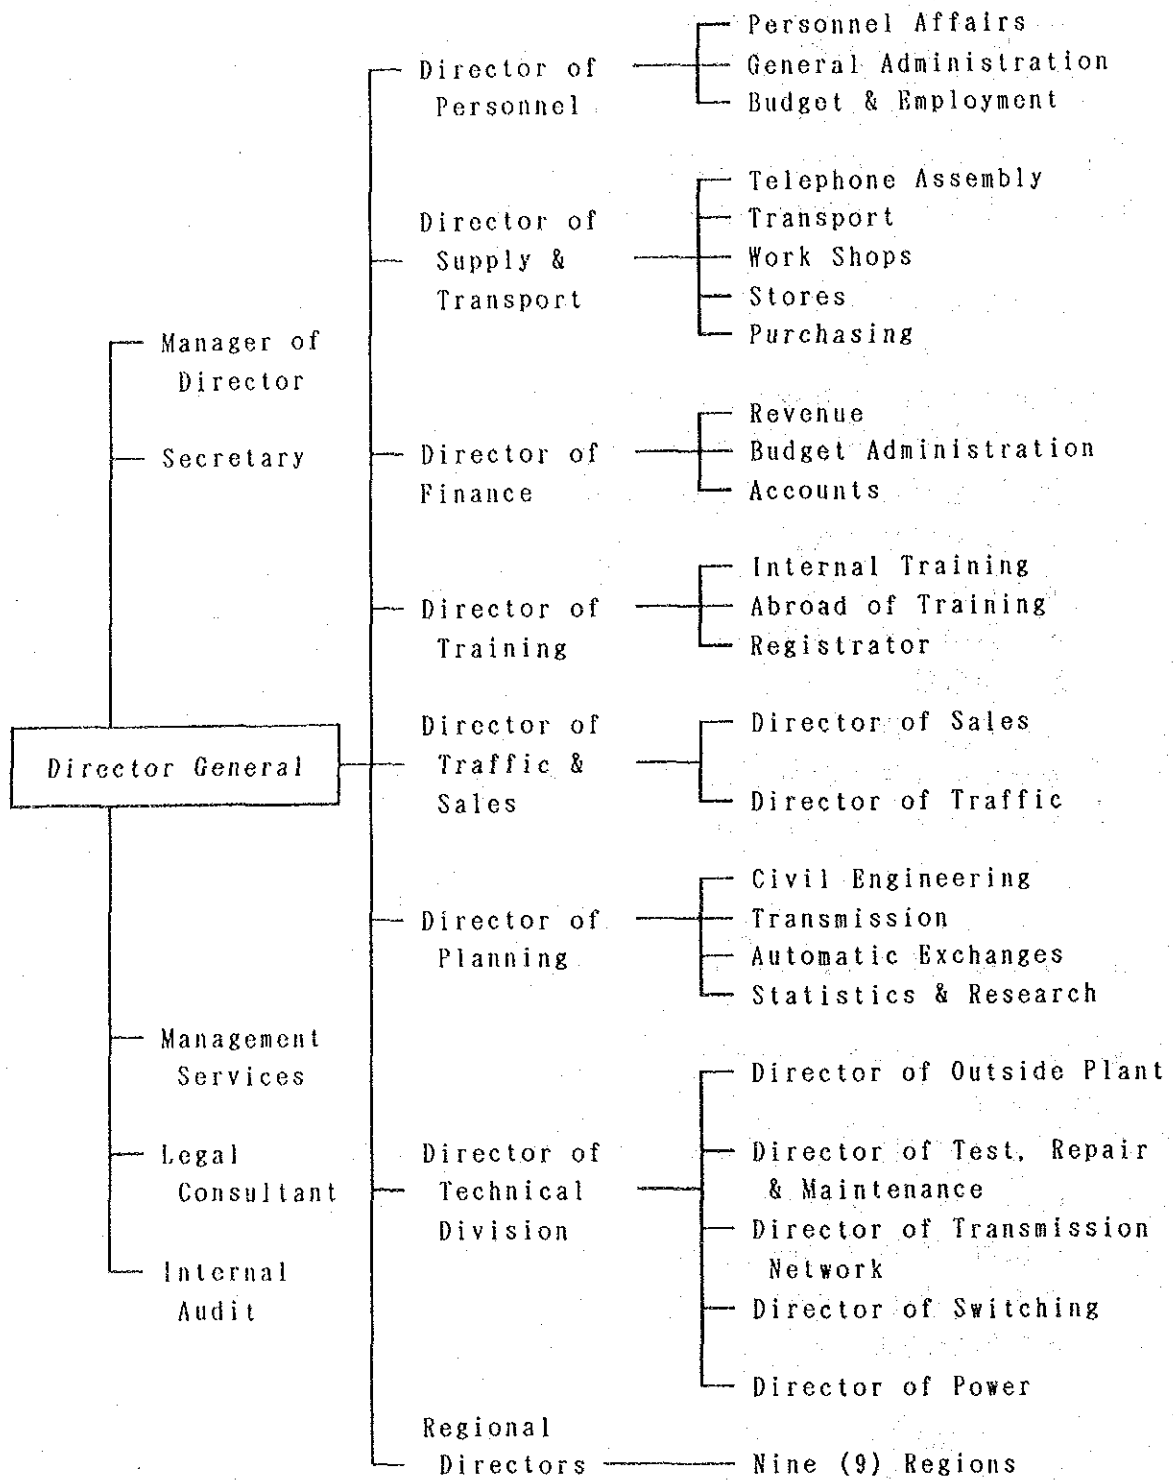 Manager of
Director
Secretary
Director General
Management
Services
Legal
Consultant
Internal
Audit
Director of
Personnel
Personnel Affairs
General Administration
Budget & Employment
Director of
Supply &
Transport
Telephone Assembly
Transport
Work Shops
Stores
Purchasing
Director of
Finance
Revenue
Budget Administration
Accounts
Director of
Training
Internal Training
Abroad of Training
Registrator
Director of
Traffic &
Sales
Director of Sales
Director of Traffic
Director of
Planning
Civil Engineering
Transmission
Automatic Exchanges
Statistics & Research
Director of
Technical
Division
Director of Outside Plant
Director of Test, Repair
& Maintenance
Director of Transmission
Network
Director of Switching
Director of Power
Regional
Directors
Nine (9) Regions